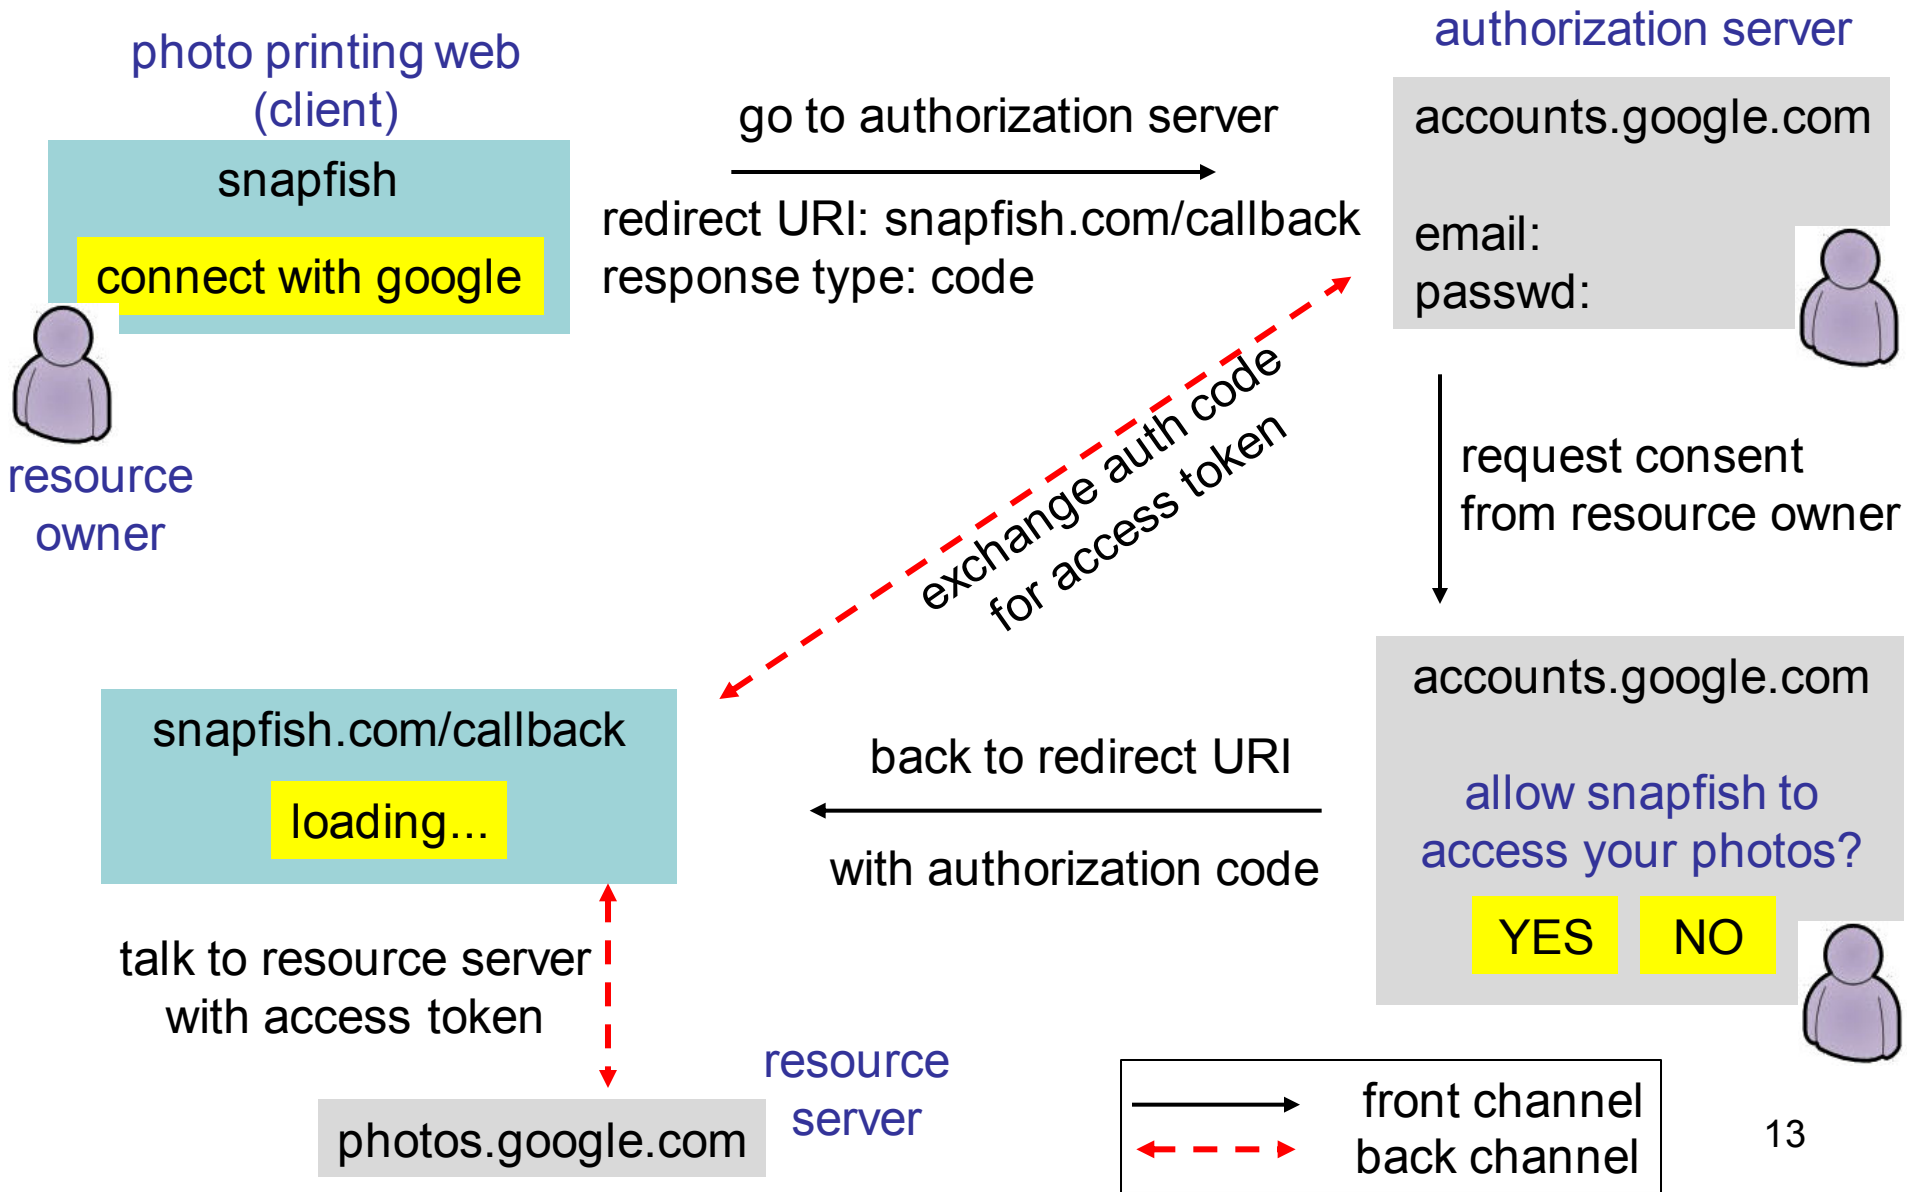 photo printing web
(client)
snapfish
connect with google
resource
owner
go to authorization server
redirect URI: snapfish.com/callback
response type: code
authorization server
accounts.google.com
email:
passwd:
exchange auth code
for access token
request consent
from resource owner
accounts.google.com
allow snapfish to
access your photos?
YES NO
back to redirect URI
with authorization code
snapfish.com/callback
loading...
talk to resource server
with access token
resource
server
photos.google.com
front channel
back channel
13